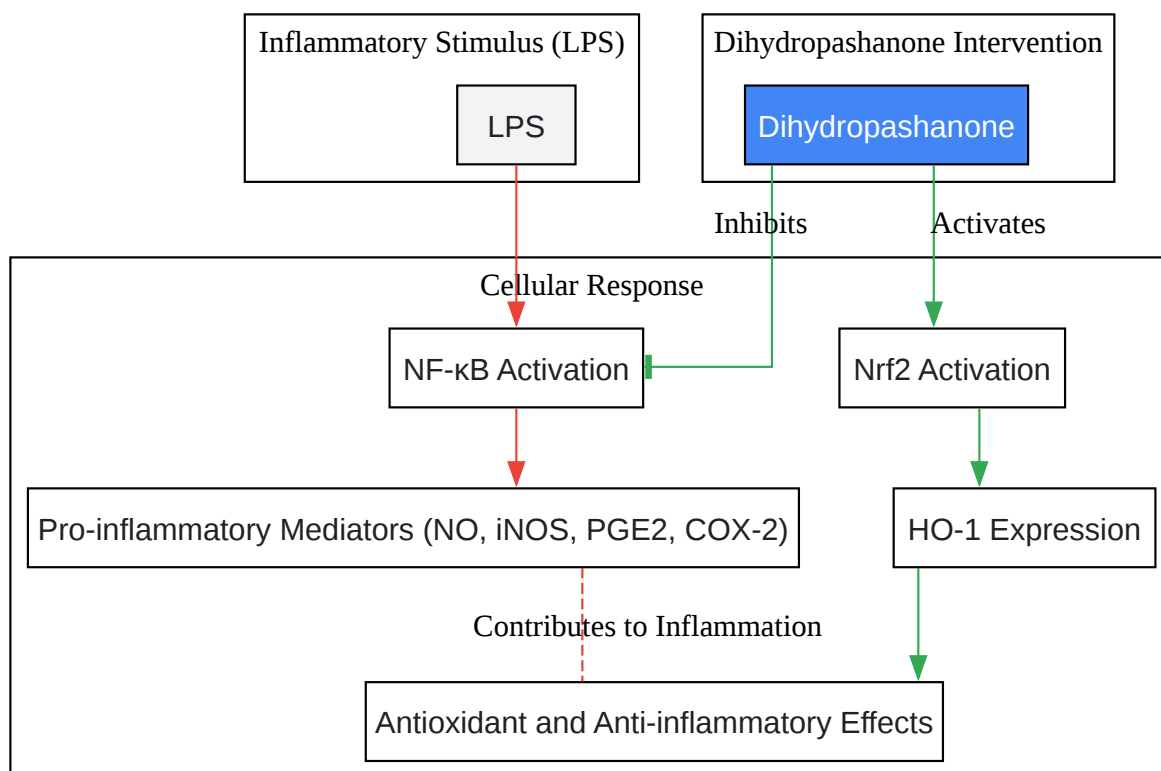 Inflammatory Stimulus (LPS)
Dihydropashanone Intervention
LPS
Dihydropashanone
Inhibits
Activates
Cellular Response
NF-κB Activation
Nrf2 Activation
Pro-inflammatory Mediators (NO, iNOS, PGE2, COX-2)
HO-1 Expression
Contributes to Inflammation
Antioxidant and Anti-inflammatory Effects